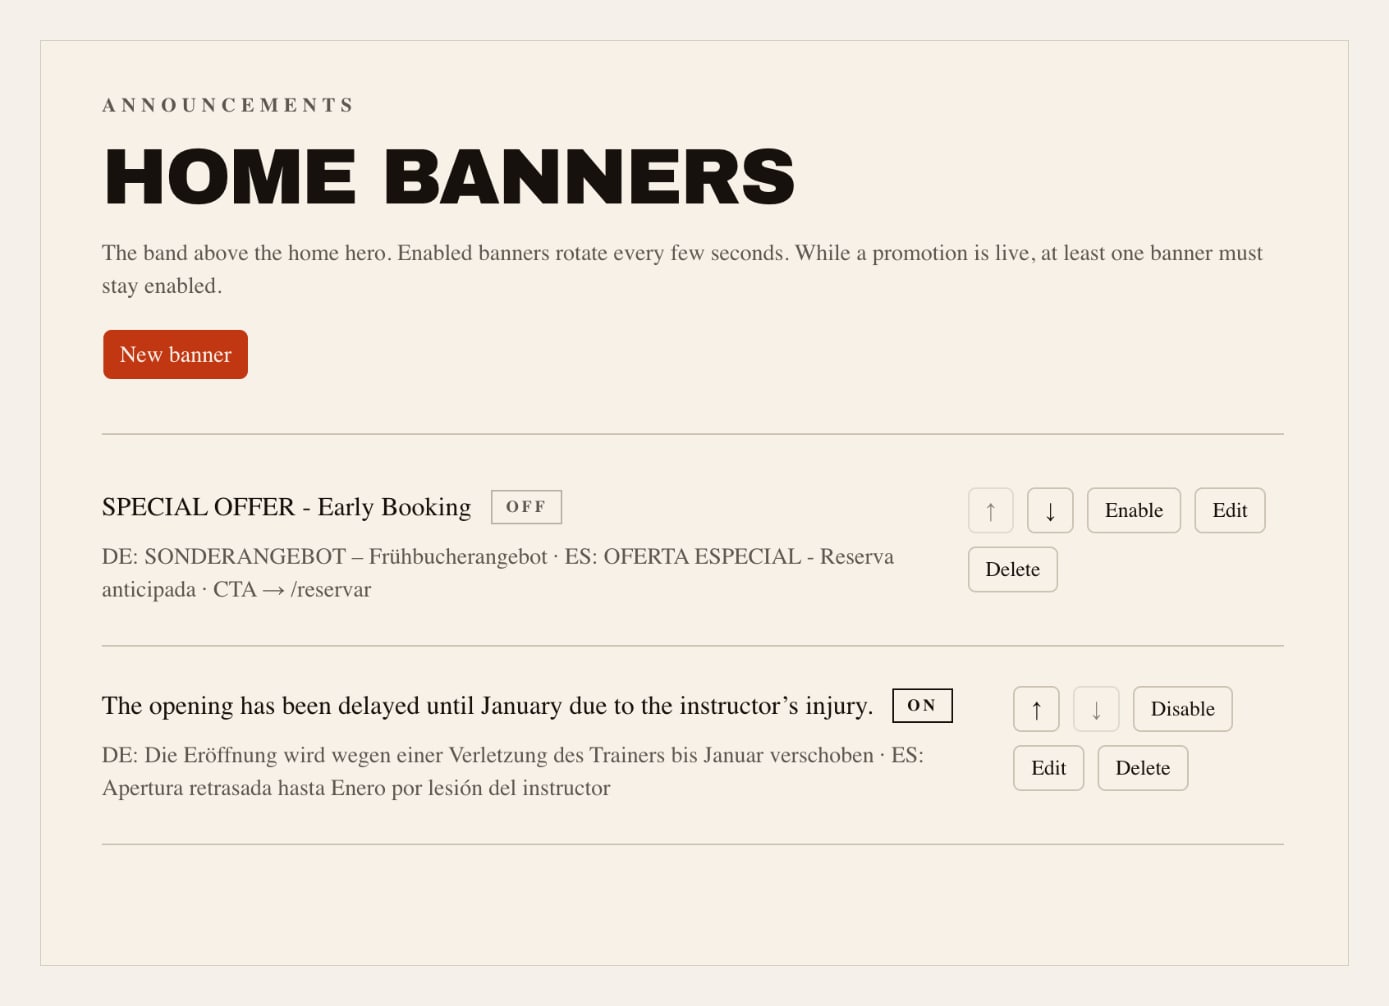 ANNOUNCEMENTS
HOME BANNERS
The band above the home hero. Enabled banners rotate every few seconds. While a promotion is live, at least one banner must
stay enabled.
New banner
SPECIAL OFFER - Early Booking OFF
↑ ↓ Enable Edit
DE: SONDERANGEBOT – Frühbucherangebot · ES: OFERTA ESPECIAL - Reserva
anticipada · CTA → /reservar
Delete
The opening has been delayed until January due to the instructor’s injury. ON
↑ ↓ Disable
DE: Die Eröffnung wird wegen einer Verletzung des Trainers bis Januar verschoben · ES:
Apertura retrasada hasta Enero por lesión del instructor
Edit Delete